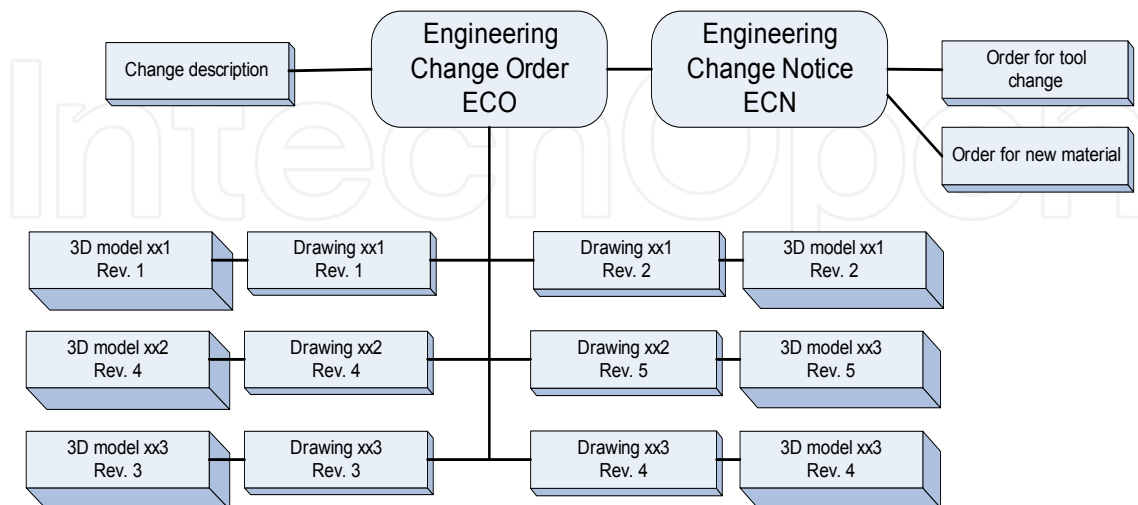 Change description
Engineering
Change Order
ECO
Engineering
Change Notice
ECN
Order for tool
change
Order for new material
IntechOpen
3D model xx1
Rev. 1
Drawing xx1
Rev. 1
Drawing xx1
Rev. 2
3D model xx1
Rev. 2
3D model xx2
Rev. 4
Drawing xx2
Rev. 4
Drawing xx2
Rev. 5
3D model xx3
Rev. 5
3D model xx3
Rev. 3
Drawing xx3
Rev. 3
Drawing xx3
Rev. 4
3D model xx3
Rev. 4